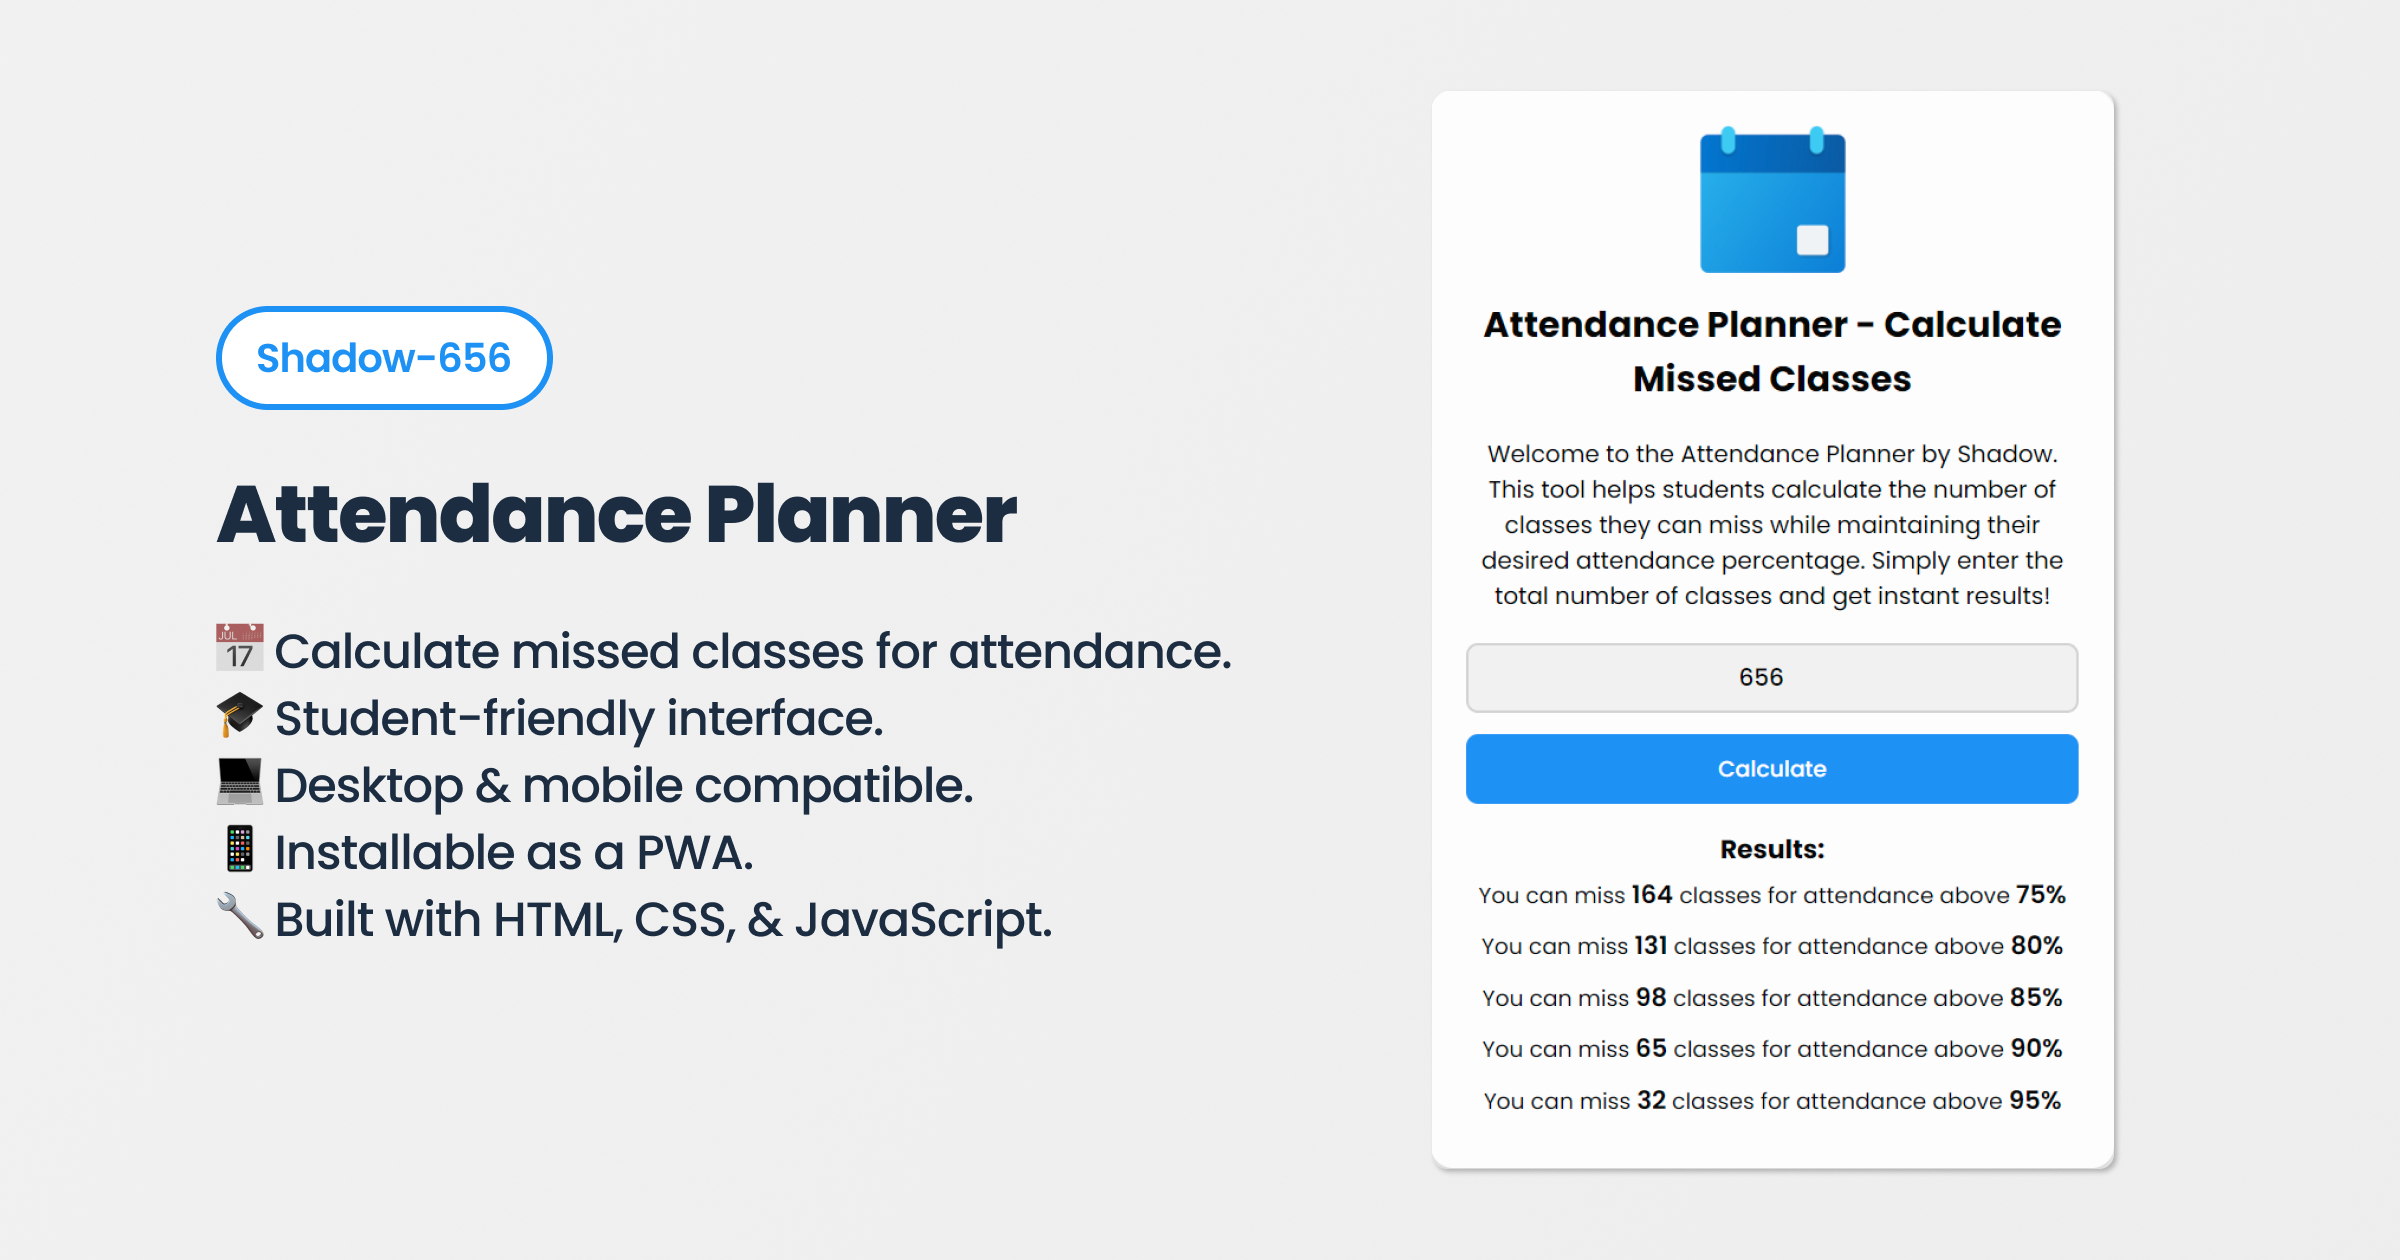 Shadow-656
Attendance Planner
JUL
17
Calculate missed classes for attendance.
Student-friendly interface.
Desktop & mobile compatible.
Installable as a PWA.
Built with HTML, CSS, & JavaScript.
Attendance Planner - Calculate
Missed Classes
Welcome to the Attendance Planner by Shadow.
This tool helps students calculate the number of
classes they can miss while maintaining their
desired attendance percentage. Simply enter the
total number of classes and get instant results!
656
Calculate
Results:
You can miss 164 classes for attendance above 75%
You can miss 131 classes for attendance above 80%
You can miss 98 classes for attendance above 85%
You can miss 65 classes for attendance above 90%
You can miss 32 classes for attendance above 95%